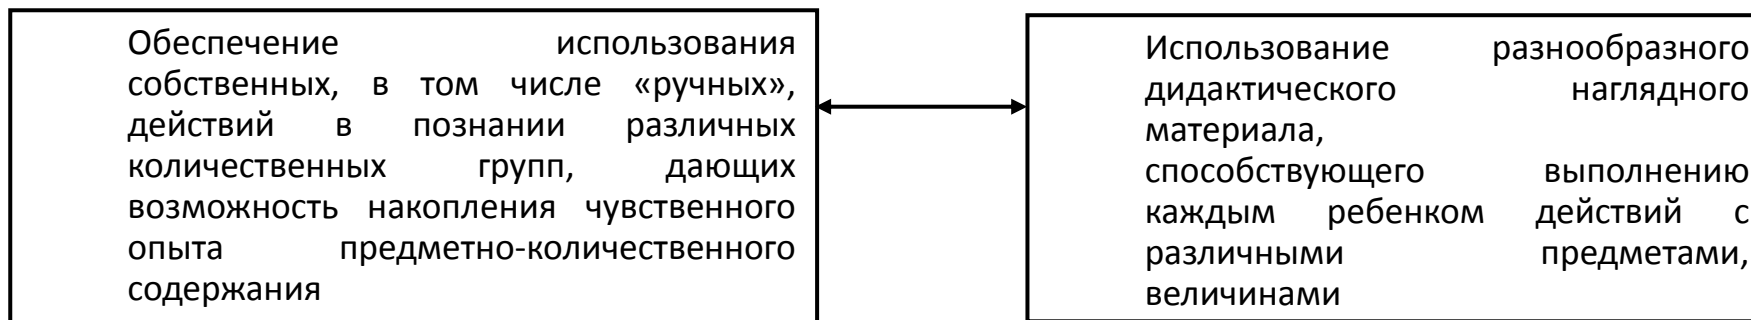 Обеспечение использования
собственных, в том числе «ручных»,
действий в познании различных
количественных групп, дающих
возможность накопления чувственного
опыта предметно-количественного
содержания
Использование разнообразного
дидактического наглядного
материала,
способствующего выполнению
каждым ребенком действий с
различными предметами,
величинами